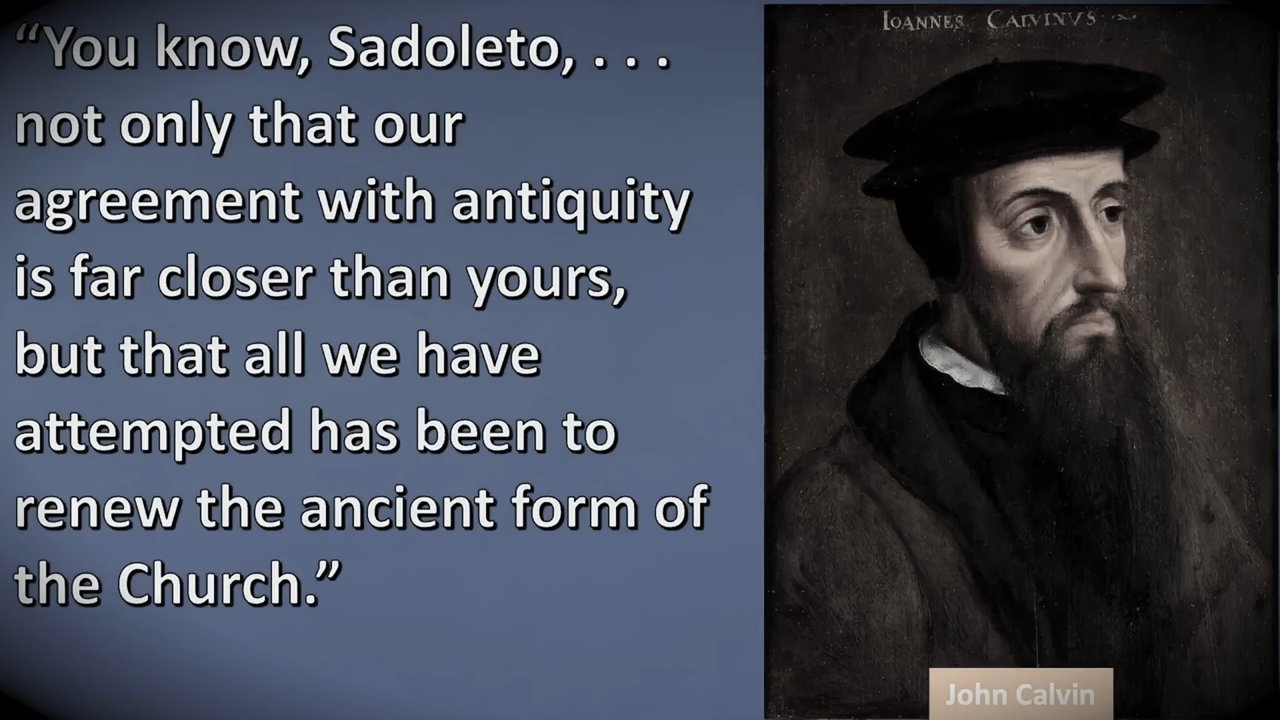 “You know, Sadoleto, . . .
not only that our
agreement with antiquity
is far closer than yours,
but that all we have
attempted has been to
renew the ancient form of
the Church.”
IOANNES CALVINVS
John Calvin